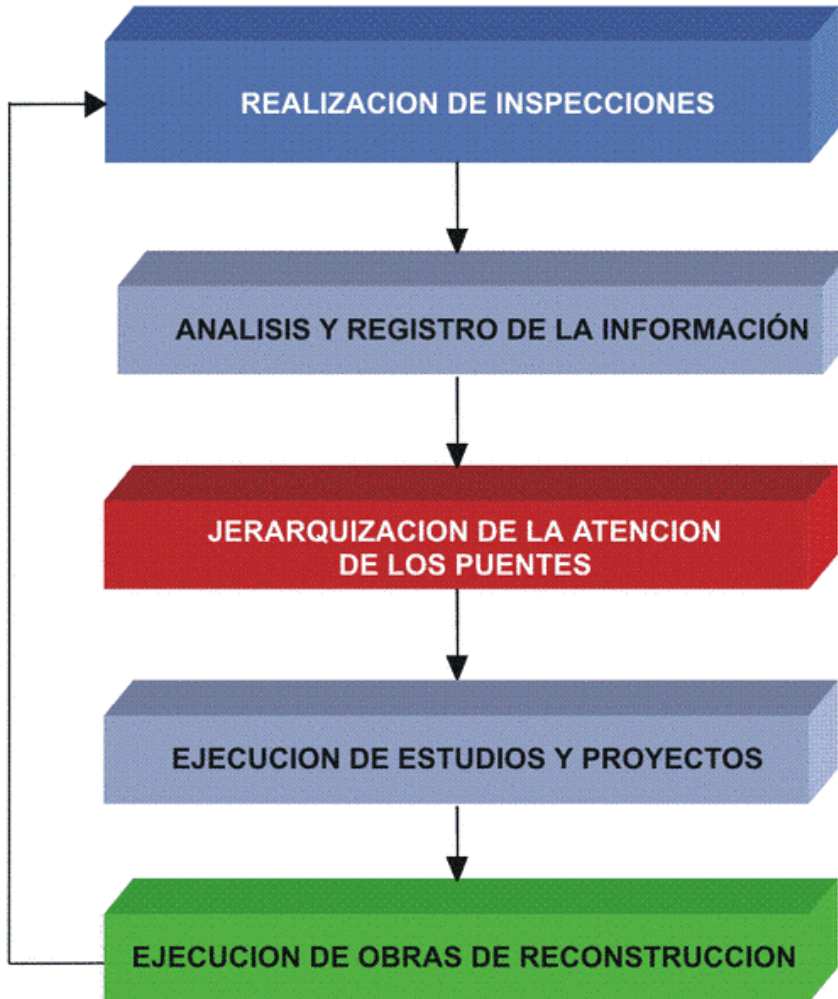 REALIZACION DE INSPECCIONES
ANALISIS Y REGISTRO DE LA INFORMACIÓN
JERARQUIZACION DE LA ATENCION
DE LOS PUENTES
EJECUCION DE ESTUDIOS Y PROYECTOS
EJECUCION DE OBRAS DE RECONSTRUCCION